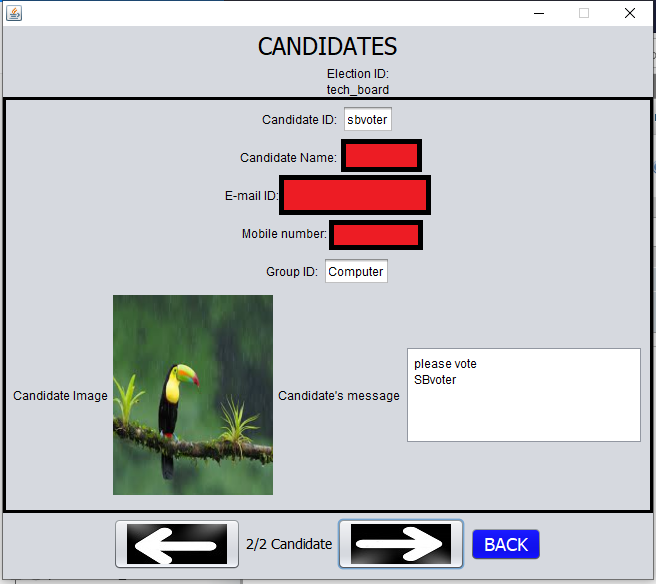 CANDIDATES
Election ID:
tech_board
Candidate ID: sbvoter
Candidate Name:
E-mail ID:
Mobile number:
Group ID: Computer
Candidate Image
Candidate's message
please vote
SBvoter
2/2 Candidate
BACK